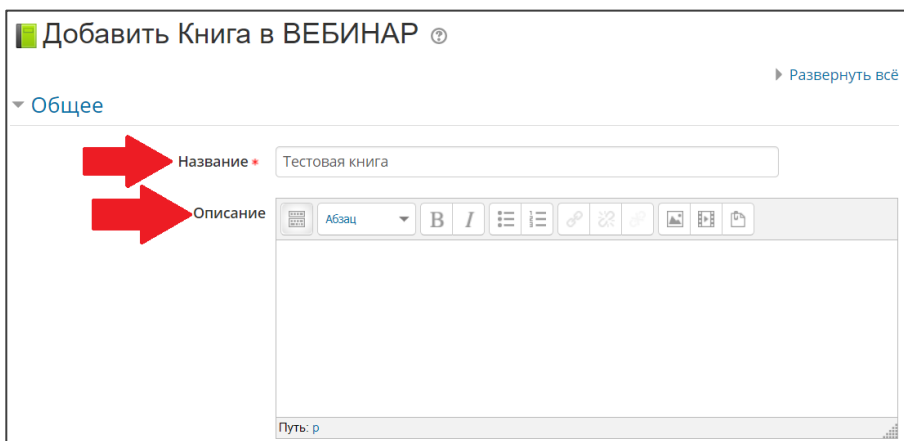 Добавить Книга в ВЕБИНАР ?
Развернуть всё
Общее
Название *
Тестовая книга
Описание
Абзац B I
Путь: p